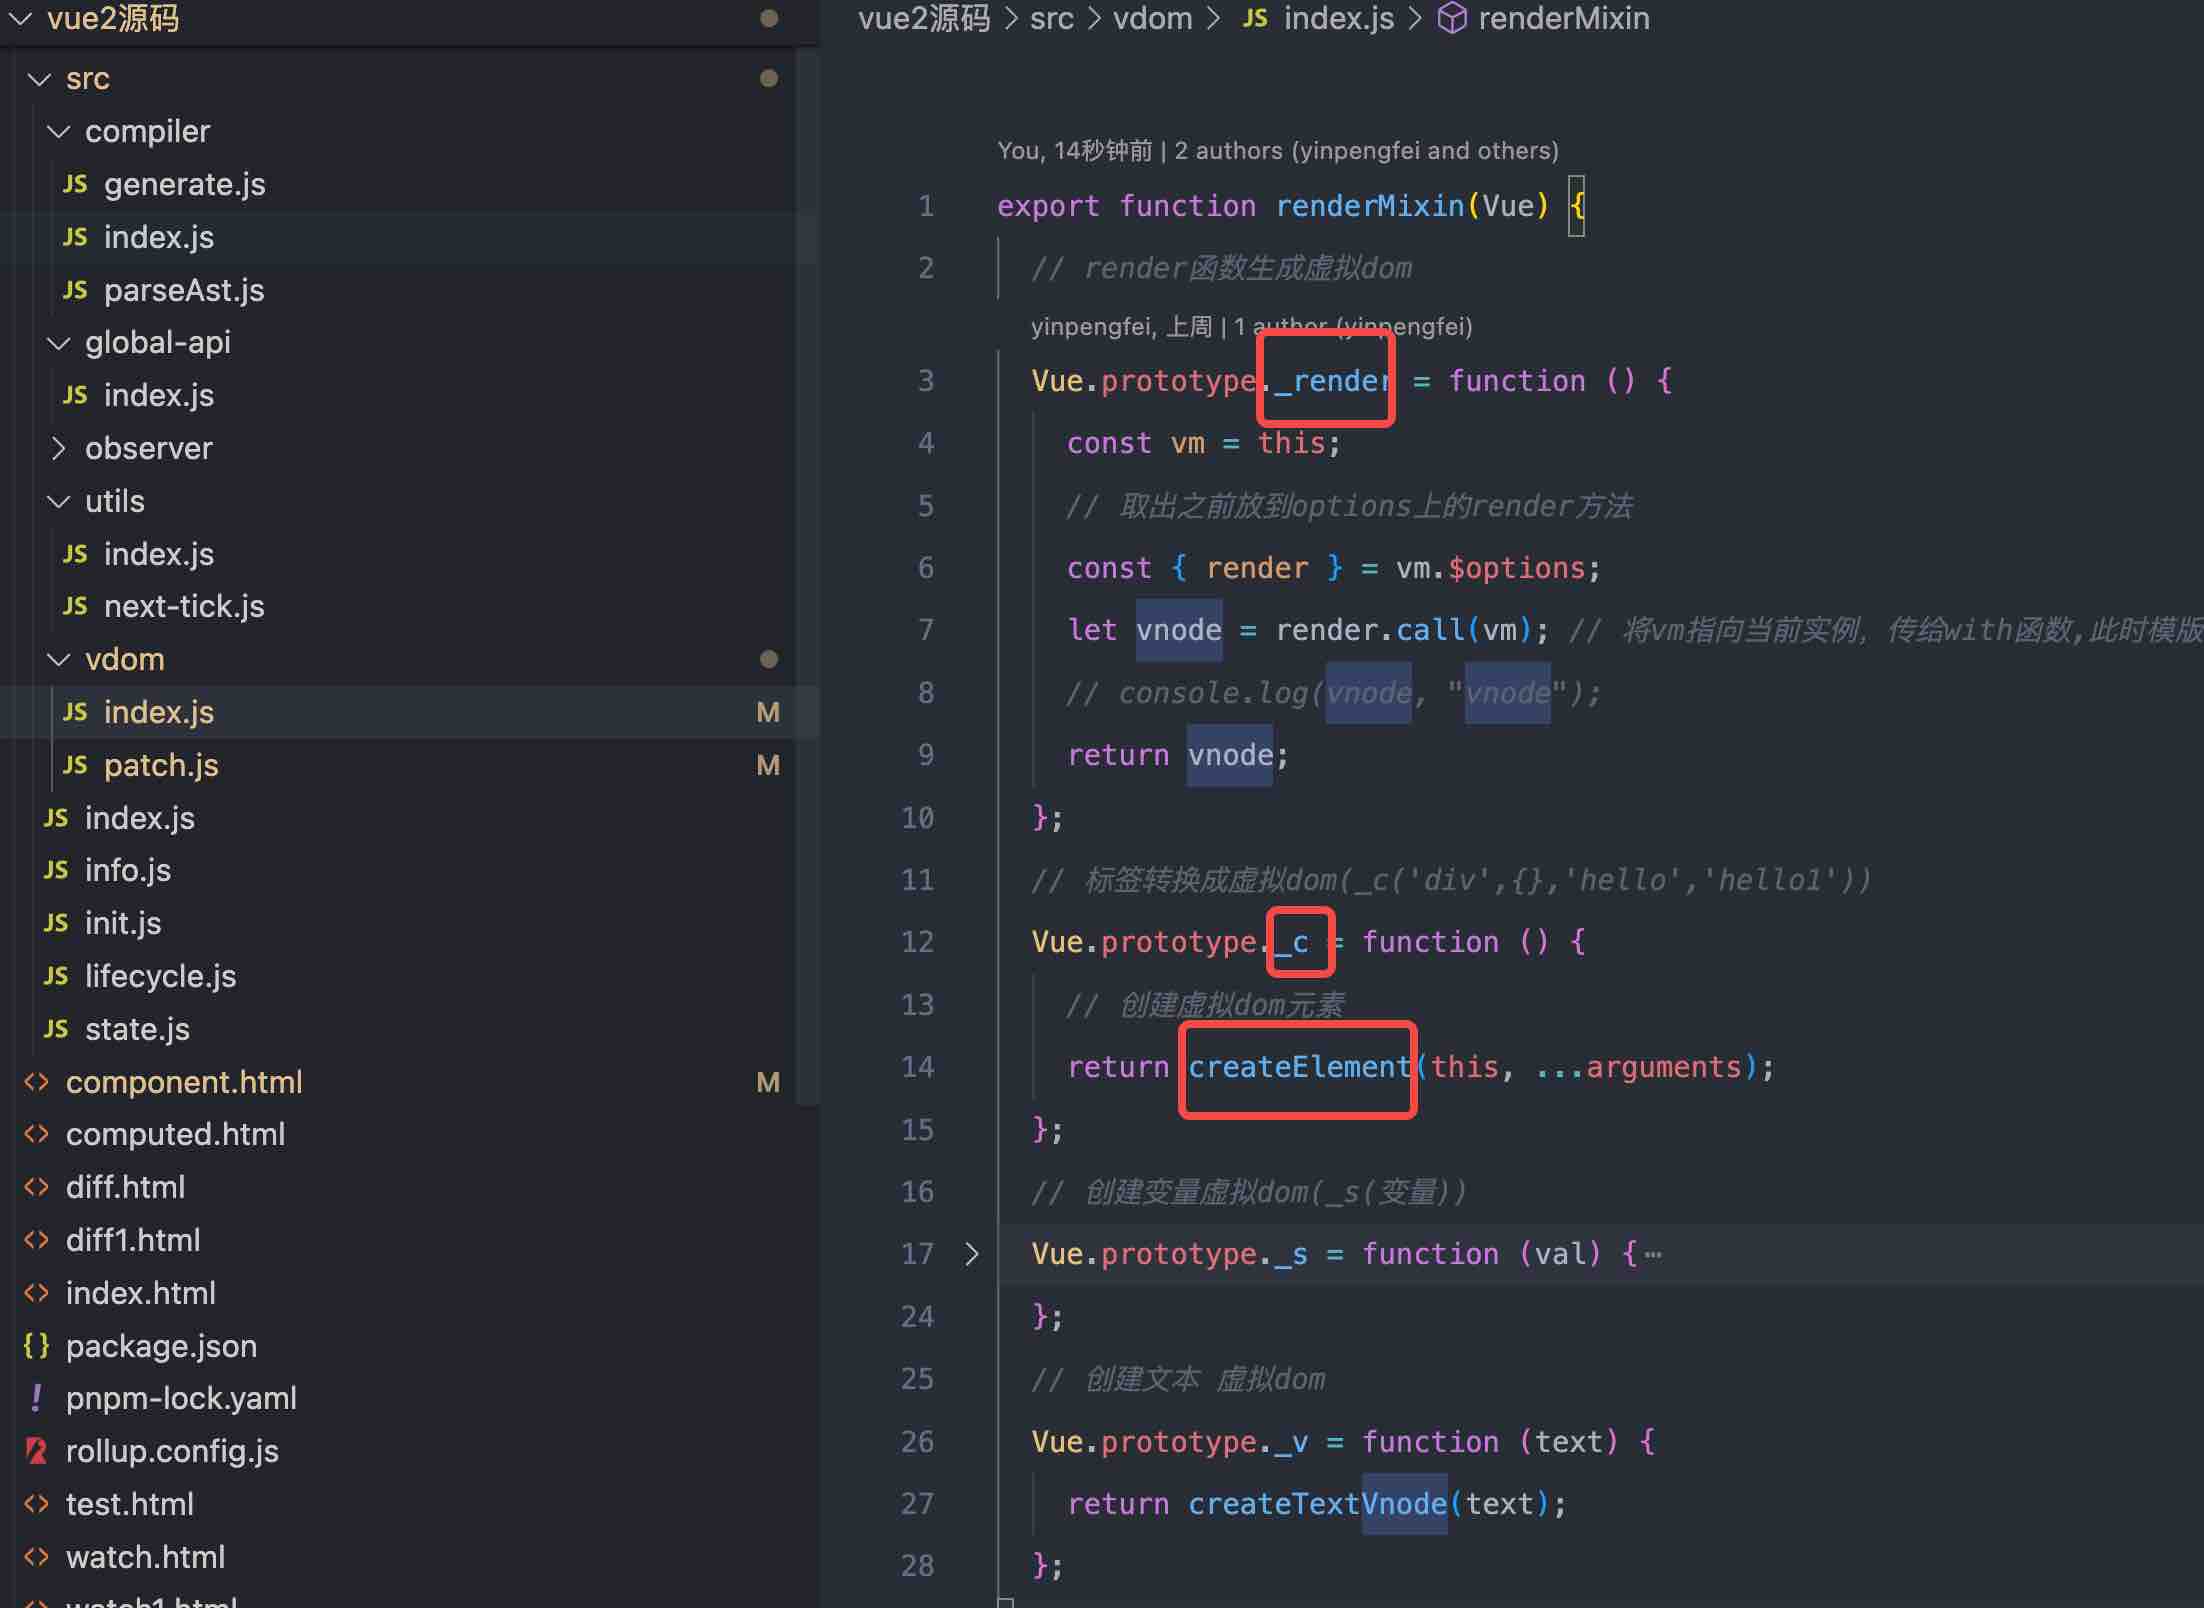 vue2源码
src
compiler
JS generate.js
JS index.js
JS parseAst.js
global-api
JS index.js
observer
utils
JS index.js
JS next-tick.js
vdom
JS index.js M
JS patch.js M
JS index.js
JS info.js
JS init.js
JS lifecycle.js
JS state.js
<> component.html M
<> computed.html
<> diff.html
<> diff1.html
<> index.html
{} package.json
! pnpm-lock.yaml
rollup.config.js
<> test.html
<> watch.html
<> watch1.html
vue2源码 > src > vdom > JS index.js > renderMixin
You, 14秒钟前 | 2 authors (yinpengfei and others)
1 export function renderMixin(Vue) {
2 // render函数生成虚拟dom
yinpengfei, 上周 | 1 author (yinpengfei)
3 Vue.prototype._render = function () {
4 const vm = this;
5 // 取出之前放到options上的render方法
6 const { render } = vm.$options;
7 let vnode = render.call(vm); // 将vm指向当前实例, 传给with函数,此时模版
8 // console.log(vnode, "vnode");
9 return vnode;
10 };
11 // 标签转换成虚拟dom(_c('div',{},'hello','hello1'))
12 Vue.prototype._c = function () {
13 // 创建虚拟dom元素
14 return createElement(this, ...arguments);
15 };
16 // 创建变量虚拟dom(_s(变量))
17 Vue.prototype._s = function (val) {⋯
24 };
25 // 创建文本 虚拟dom
26 Vue.prototype._v = function (text) {
27 return createTextVnode(text);
28 };